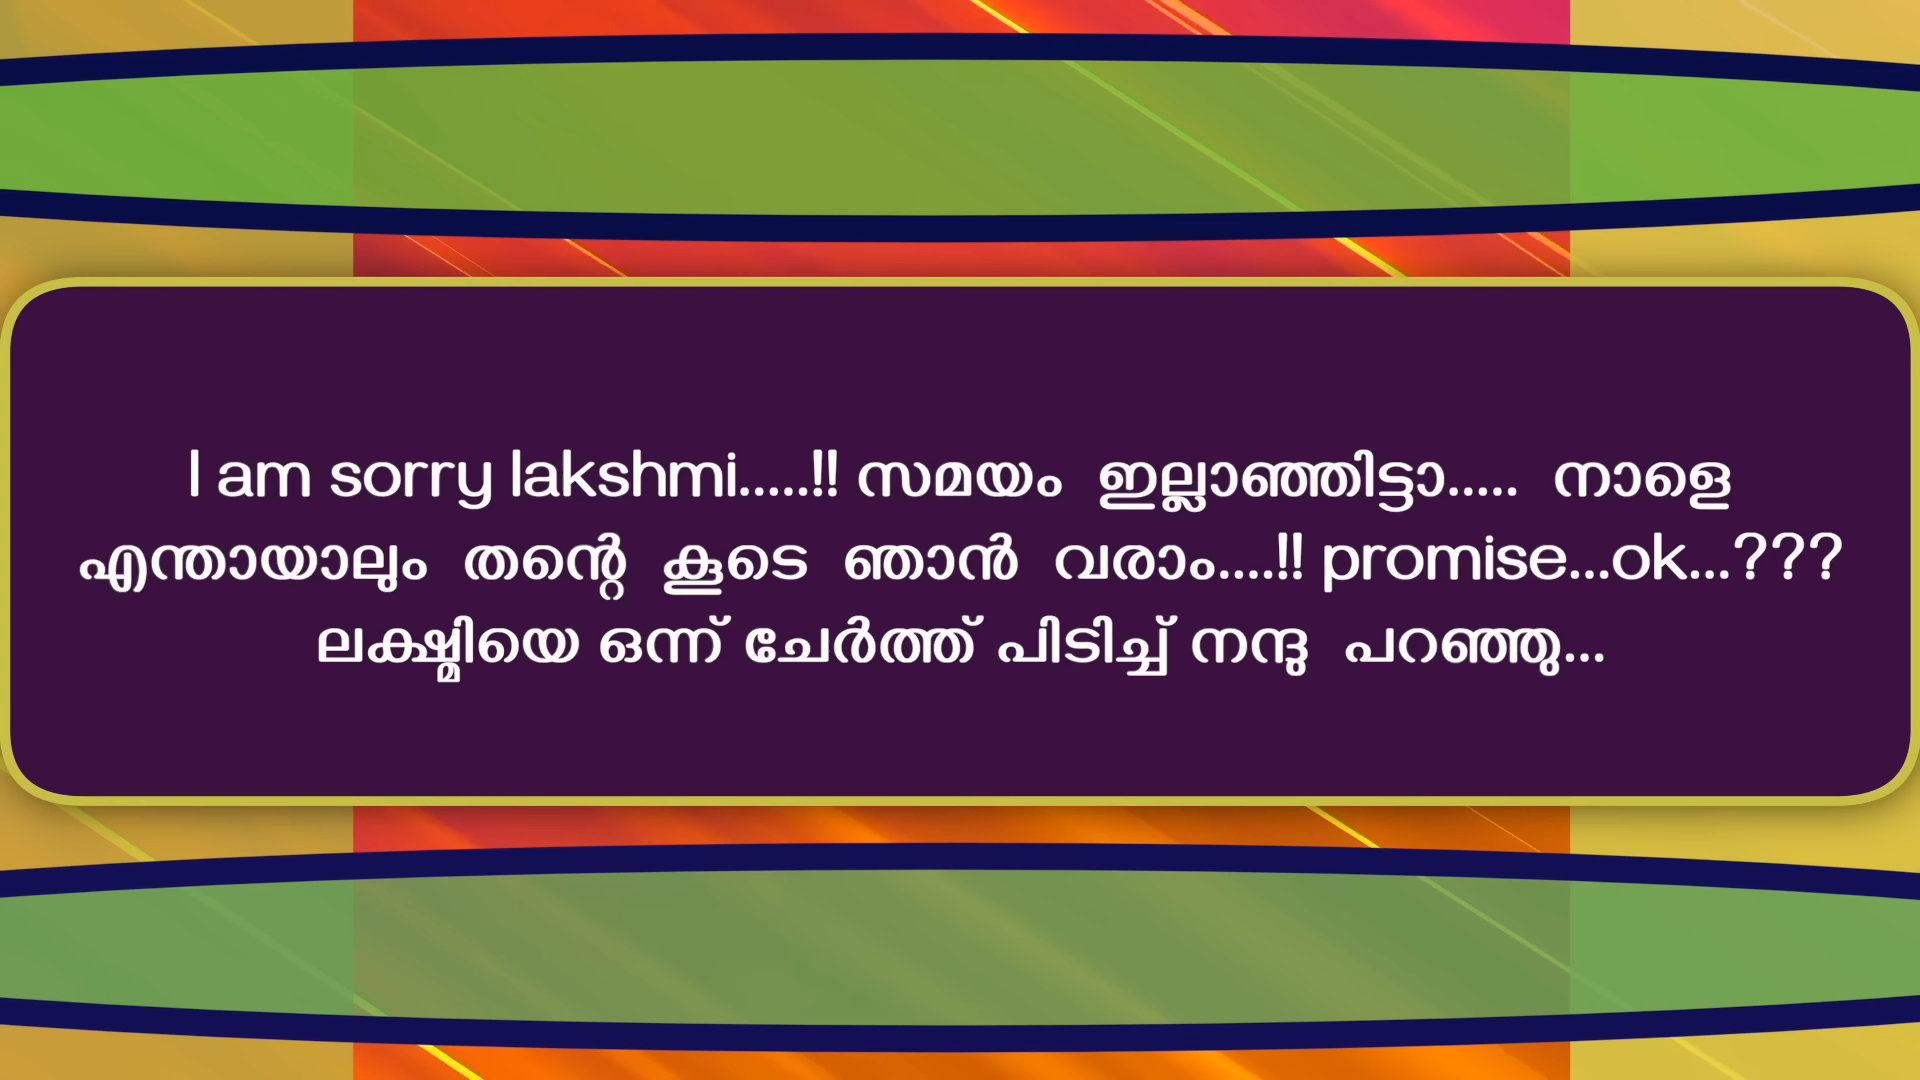 I am sorry lakshmi.....!! സമയം ഇല്ലാഞ്ഞിട്ടാ..... നാളെ
എന്തായാലും തന്റെ കൂടെ ഞാൻ വരാം....!! promise...ok...???
ലക്ഷ്മിയെ ഒന്ന് ചേർത്ത് പിടിച്ച് നന്ദു പറഞ്ഞു...